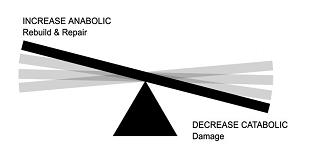 INCREASE ANABOLIC
Rebuild & Repair
DECREASE CATABOLIC
Damage